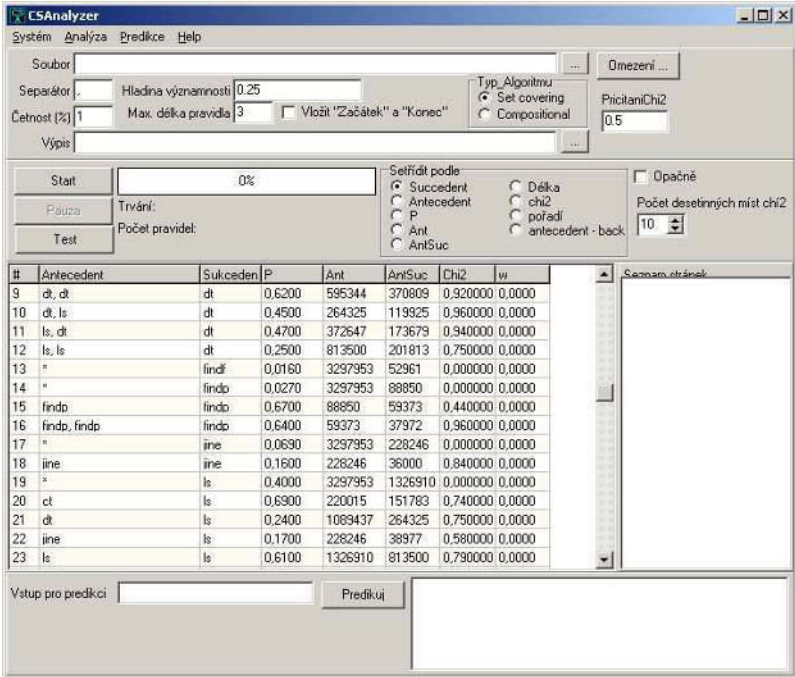 CSAnalyzer
Systém Analýza Predikce Help
Soubor ... Omezení ...
Separátor , Hladina významnosti 0.25 Typ_Algoritmu
Set covering PricitaniChi2
Četnost (%) 1 Max. délka pravidla 3 Vložit "Začátek" a "Konec" Compositional 0.5
Výpis ...
Start 0% Setřídit podle Opačně
Succedent Délka
Pauza Trvání: Antecedent chi2 Počet desetinných míst chí2
P pořadí 10
Test Počet pravidel: Ant antecedent - back
AntSuc
# Antecedent Sukceden P Ant AntSuc Chi2 w Seznam stránek
9 dt, dt dt 0,6200 595344 370809 0,920000 0,0000
10 dt, ls dt 0,4500 264325 119925 0,960000 0,0000
11 ls, dt dt 0,4700 372647 173679 0,940000 0,0000
12 ls, ls dt 0,2500 813500 201813 0,750000 0,0000
13 * findf 0,0160 3297953 52961 0,000000 0,0000
14 * findp 0,0270 3297953 88850 0,000000 0,0000
15 findp findp 0,6700 88850 59373 0,440000 0,0000
16 findp, findp findp 0,6400 59373 37972 0,960000 0,0000
17 * jine 0,0690 3297953 228246 0,000000 0,0000
18 jine jine 0,1600 228246 36000 0,840000 0,0000
19 * ls 0,4000 3297953 1326910 0,000000 0,0000
20 ct ls 0,6900 220015 151783 0,740000 0,0000
21 dt ls 0,2400 1089437 264325 0,750000 0,0000
22 jine ls 0,1700 228246 38977 0,580000 0,0000
23 ls ls 0,6100 1326910 813500 0,790000 0,0000
Vstup pro predikci Predikuj